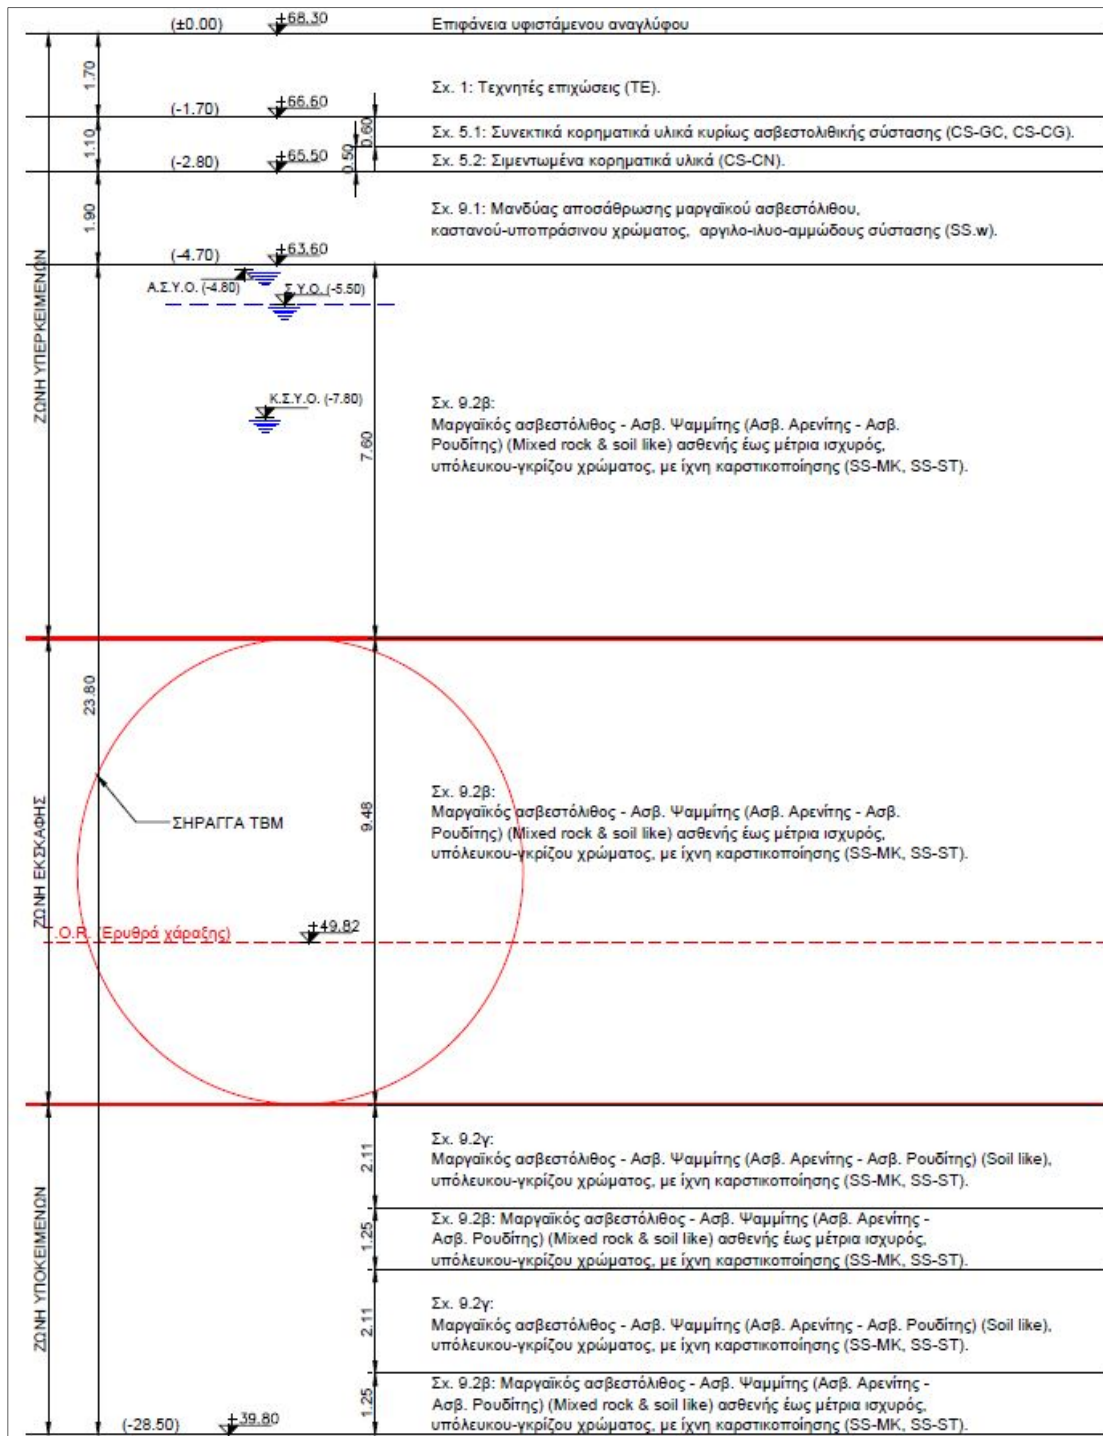 (±0.00)
+68.30
Επιφάνεια υφιστάμενου αναγλύφου
1.70
Σχ. 1: Τεχνητές επιχώσεις (ΤΕ).
(-1.70)
+66.60
1.10
0.60
Σχ. 5.1: Συνεκτικά κορηματικά υλικά κυρίως ασβεστολιθικής σύστασης (CS-GC, CS-CG).
(-2.80)
+65.50
0.50
Σχ. 5.2: Σιμεντωμένα κορηματικά υλικά (CS-CN).
1.90
Σχ. 9.1: Μανδύας αποσάθρωσης μαργαϊκού ασβεστόλιθου,
καστανού-υποπράσινου χρώματος, αργιλο-ιλυο-αμμώδους σύστασης (SS.w).
(-4.70)
+63.60
Α.Σ.Υ.Ο. (-4.80)
Σ.Υ.Ο. (-5.50)
ΖΩΝΗ ΥΠΕΡΚΕΙΜΕΝΩΝ
Κ.Σ.Υ.Ο. (-7.80)
7.60
Σχ. 9.2β:
Μαργαϊκός ασβεστόλιθος - Ασβ. Ψαμμίτης (Ασβ. Αρενίτης - Ασβ.
Ρουδίτης) (Mixed rock & soil like) ασθενής έως μέτρια ισχυρός,
υπόλευκου-γκρίζου χρώματος, με ίχνη καρστικοποίησης (SS-MK, SS-ST).
23.80
ΖΩΝΗ ΕΚΣΚΑΦΗΣ
ΣΗΡΑΓΓΑ ΤΒΜ
9.48
Σχ. 9.2β:
Μαργαϊκός ασβεστόλιθος - Ασβ. Ψαμμίτης (Ασβ. Αρενίτης - Ασβ.
Ρουδίτης) (Mixed rock & soil like) ασθενής έως μέτρια ισχυρός,
υπόλευκου-γκρίζου χρώματος, με ίχνη καρστικοποίησης (SS-MK, SS-ST).
T.O.R. (Ερυθρά χάραξης)
+49.82
ΖΩΝΗ ΥΠΟΚΕΙΜΕΝΩΝ
2.11
Σχ. 9.2γ:
Μαργαϊκός ασβεστόλιθος - Ασβ. Ψαμμίτης (Ασβ. Αρενίτης - Ασβ. Ρουδίτης) (Soil like),
υπόλευκου-γκρίζου χρώματος, με ίχνη καρστικοποίησης (SS-MK, SS-ST).
1.25
Σχ. 9.2β: Μαργαϊκός ασβεστόλιθος - Ασβ. Ψαμμίτης (Ασβ. Αρενίτης -
Ασβ. Ρουδίτης) (Mixed rock & soil like) ασθενής έως μέτρια ισχυρός,
υπόλευκου-γκρίζου χρώματος, με ίχνη καρστικοποίησης (SS-MK, SS-ST).
2.11
Σχ. 9.2γ:
Μαργαϊκός ασβεστόλιθος - Ασβ. Ψαμμίτης (Ασβ. Αρενίτης - Ασβ. Ρουδίτης) (Soil like),
υπόλευκου-γκρίζου χρώματος, με ίχνη καρστικοποίησης (SS-MK, SS-ST).
1.25
Σχ. 9.2β: Μαργαϊκός ασβεστόλιθος - Ασβ. Ψαμμίτης (Ασβ. Αρενίτης -
Ασβ. Ρουδίτης) (Mixed rock & soil like) ασθενής έως μέτρια ισχυρός,
υπόλευκου-γκρίζου χρώματος, με ίχνη καρστικοποίησης (SS-MK, SS-ST).
(-28.50)
+39.80